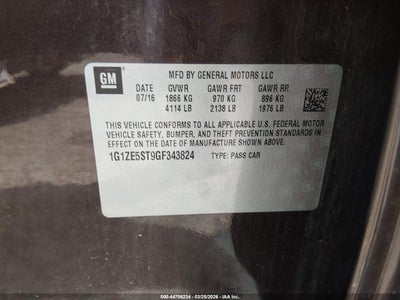 GM
MFD BY GENERAL MOTORS LLC
DATE GVWR GAWR FRT GAWR RR
07/16 1866 KG 970 KG 896 KG
4114 LB 2138 LB 1976 LB
THIS VEHICLE CONFORMS TO ALL APPLICABLE U.S. FEDERAL MOTOR
VEHICLE SAFETY, BUMPER, AND THEFT PREVENTION STANDARDS IN
EFFECT ON THE DATE OF MANUFACTURE SHOWN ABOVE.
1G1ZE5ST9GF343824 TYPE: PASS CAR
000-44706234 - 03/25/2026 - IAA Inc.